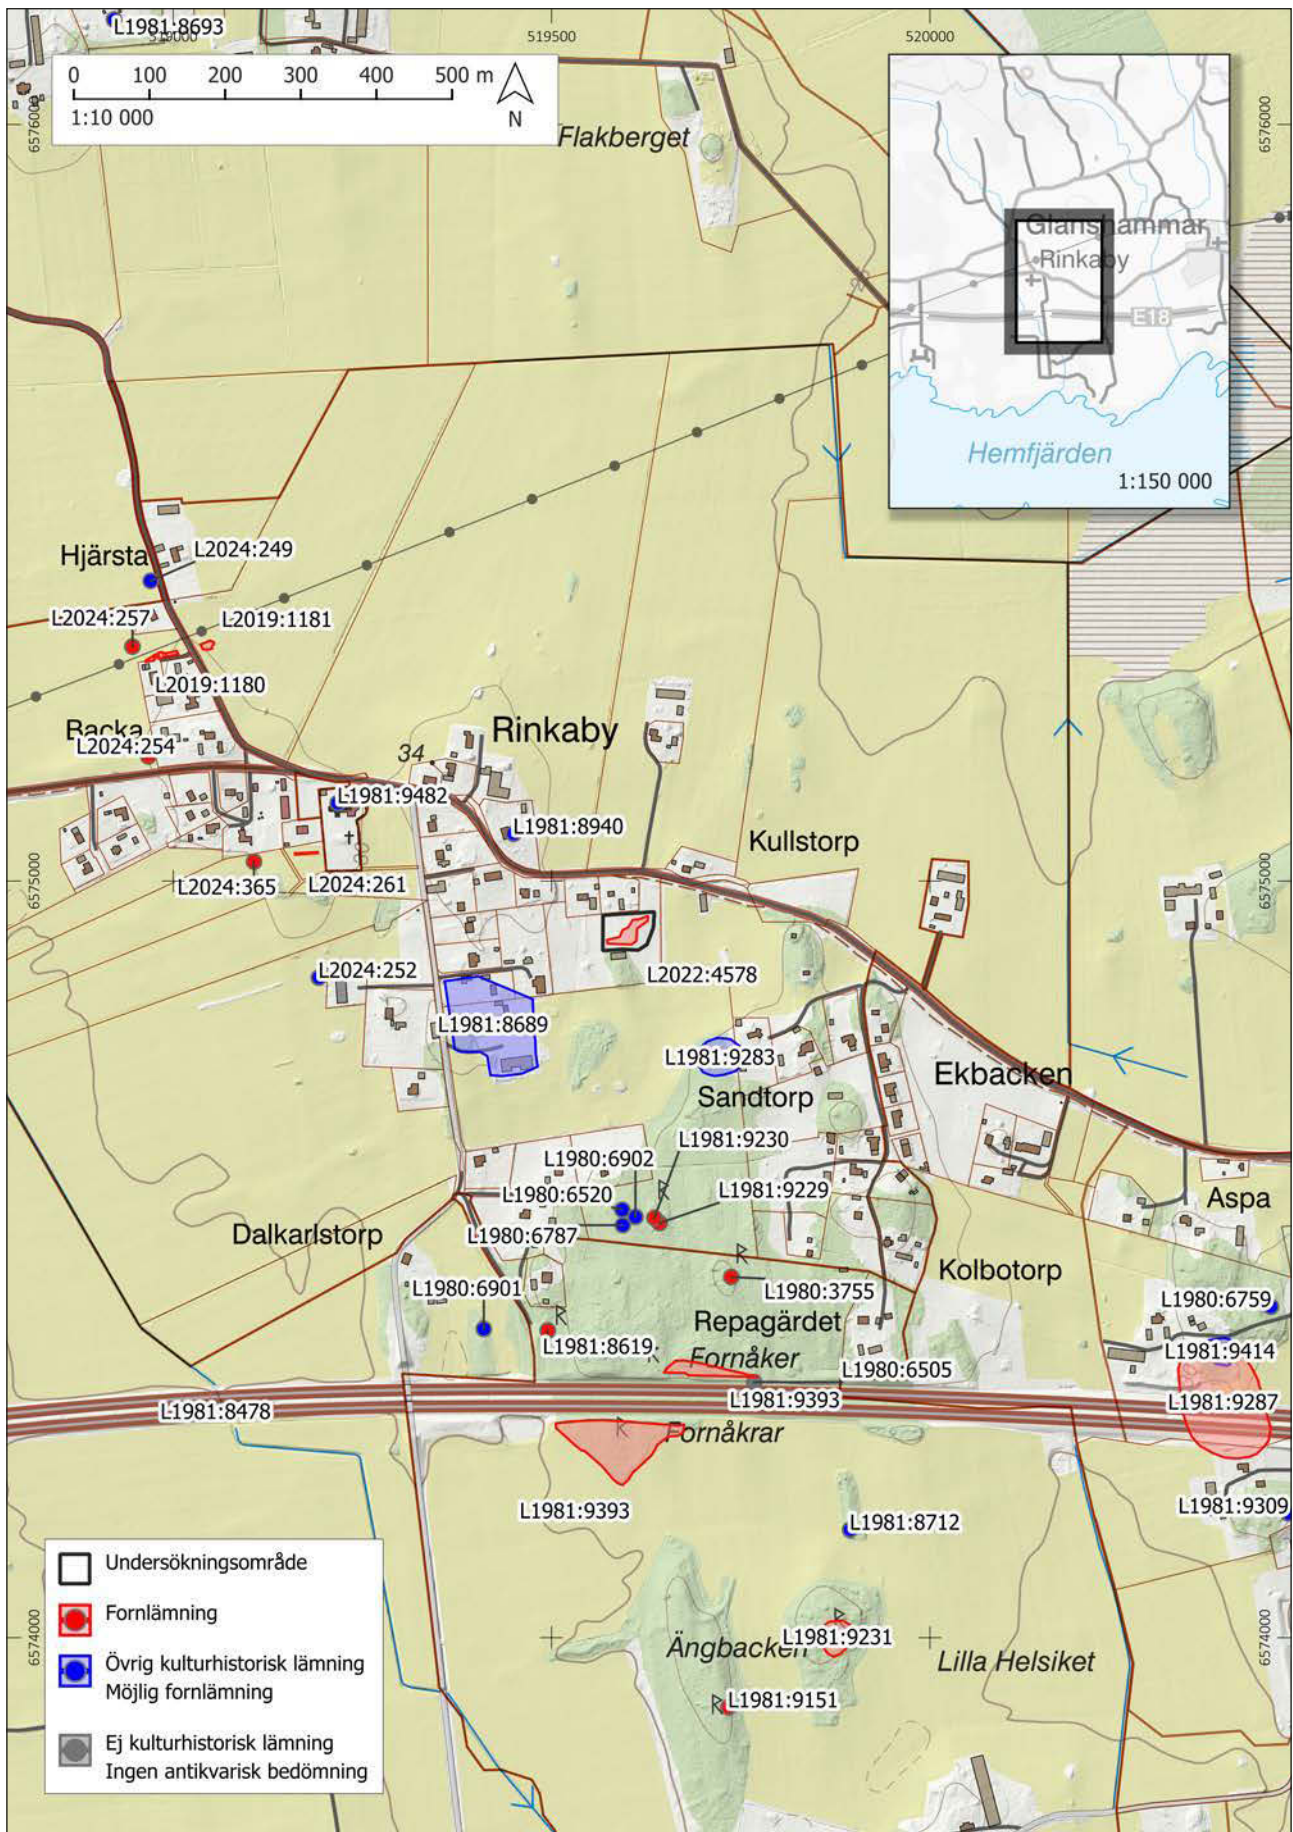 L1981:8693
519000
519500
520000
0 100 200 300 400 500 m
1:10 000
N
6576000
6576000
Flakberget
Glanshammar
Rinkaby
E18
Hemfjärden
1:150 000
20
Hjärsta
L2024:249
L2024:257
L2019:1181
L2019:1180
Backa
L2024:254
Rinkaby
34
L1981:9482
L1981:8940
Kullstorp
6575000
6575000
L2024:365
L2024:261
L2024:252
L2022:4578
L1981:8689
L1981:9283
Ekbacken
Sandtorp
L1981:9230
L1980:6902
L1980:6520
L1981:9229
R
Aspa
Dalkarlstorp
L1980:6787
R
Kolbotorp
L1980:6901
L1980:3755
L1980:6759
R
Repagärdet
L1981:8619
R
Fornåker
L1980:6505
L1981:9414
L1981:8478
L1981:9393
L1981:9287
R
Fornåkrar
L1981:9393
L1981:8712
L1981:9309
Undersökningsområde
Fornlämning
Övrig kulturhistorisk lämning
Möjlig fornlämning
Ej kulturhistorisk lämning
Ingen antikvarisk bedömning
6574000
6574000
R
Ängbacken
L1981:9231
Lilla Helsiket
R
L1981:9151